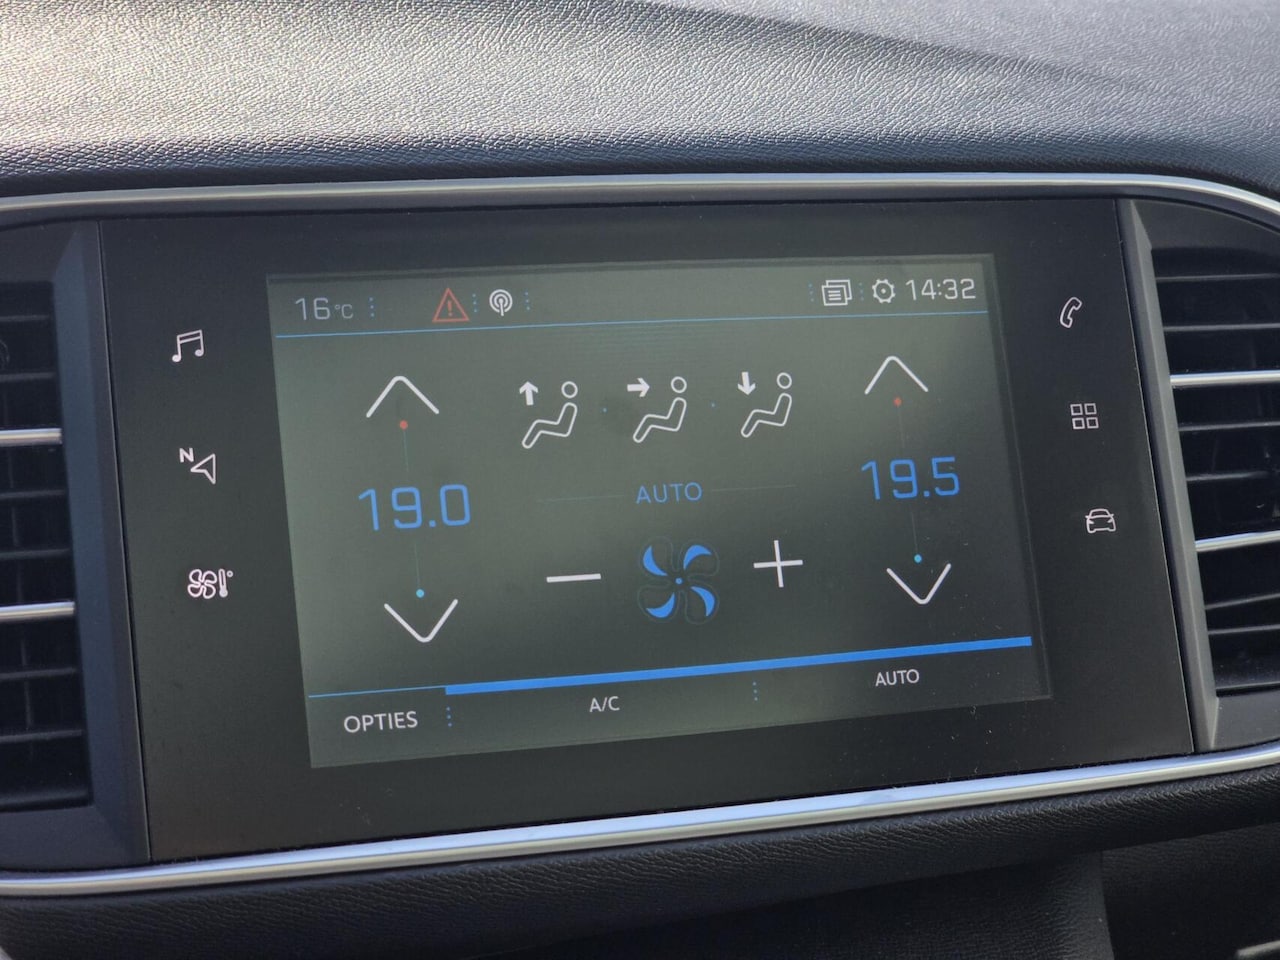 16°C
14:32
N
19.0
AUTO
19.5
OPTIES
A/C
AUTO